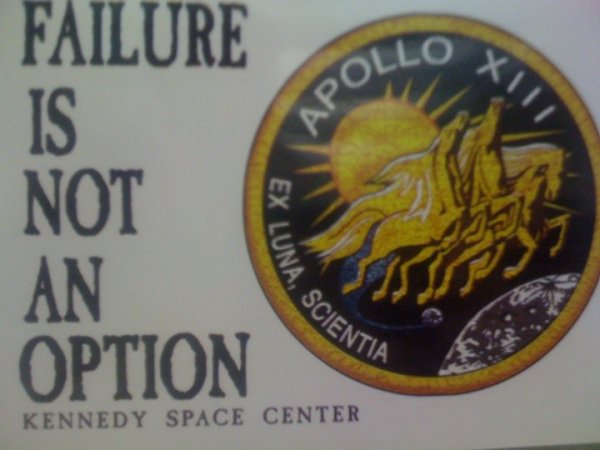 FAILURE
IS
NOT
AN
OPTION
KENNEDY SPACE CENTER
APOLLO XIII
EX LUNA, SCIENTIA